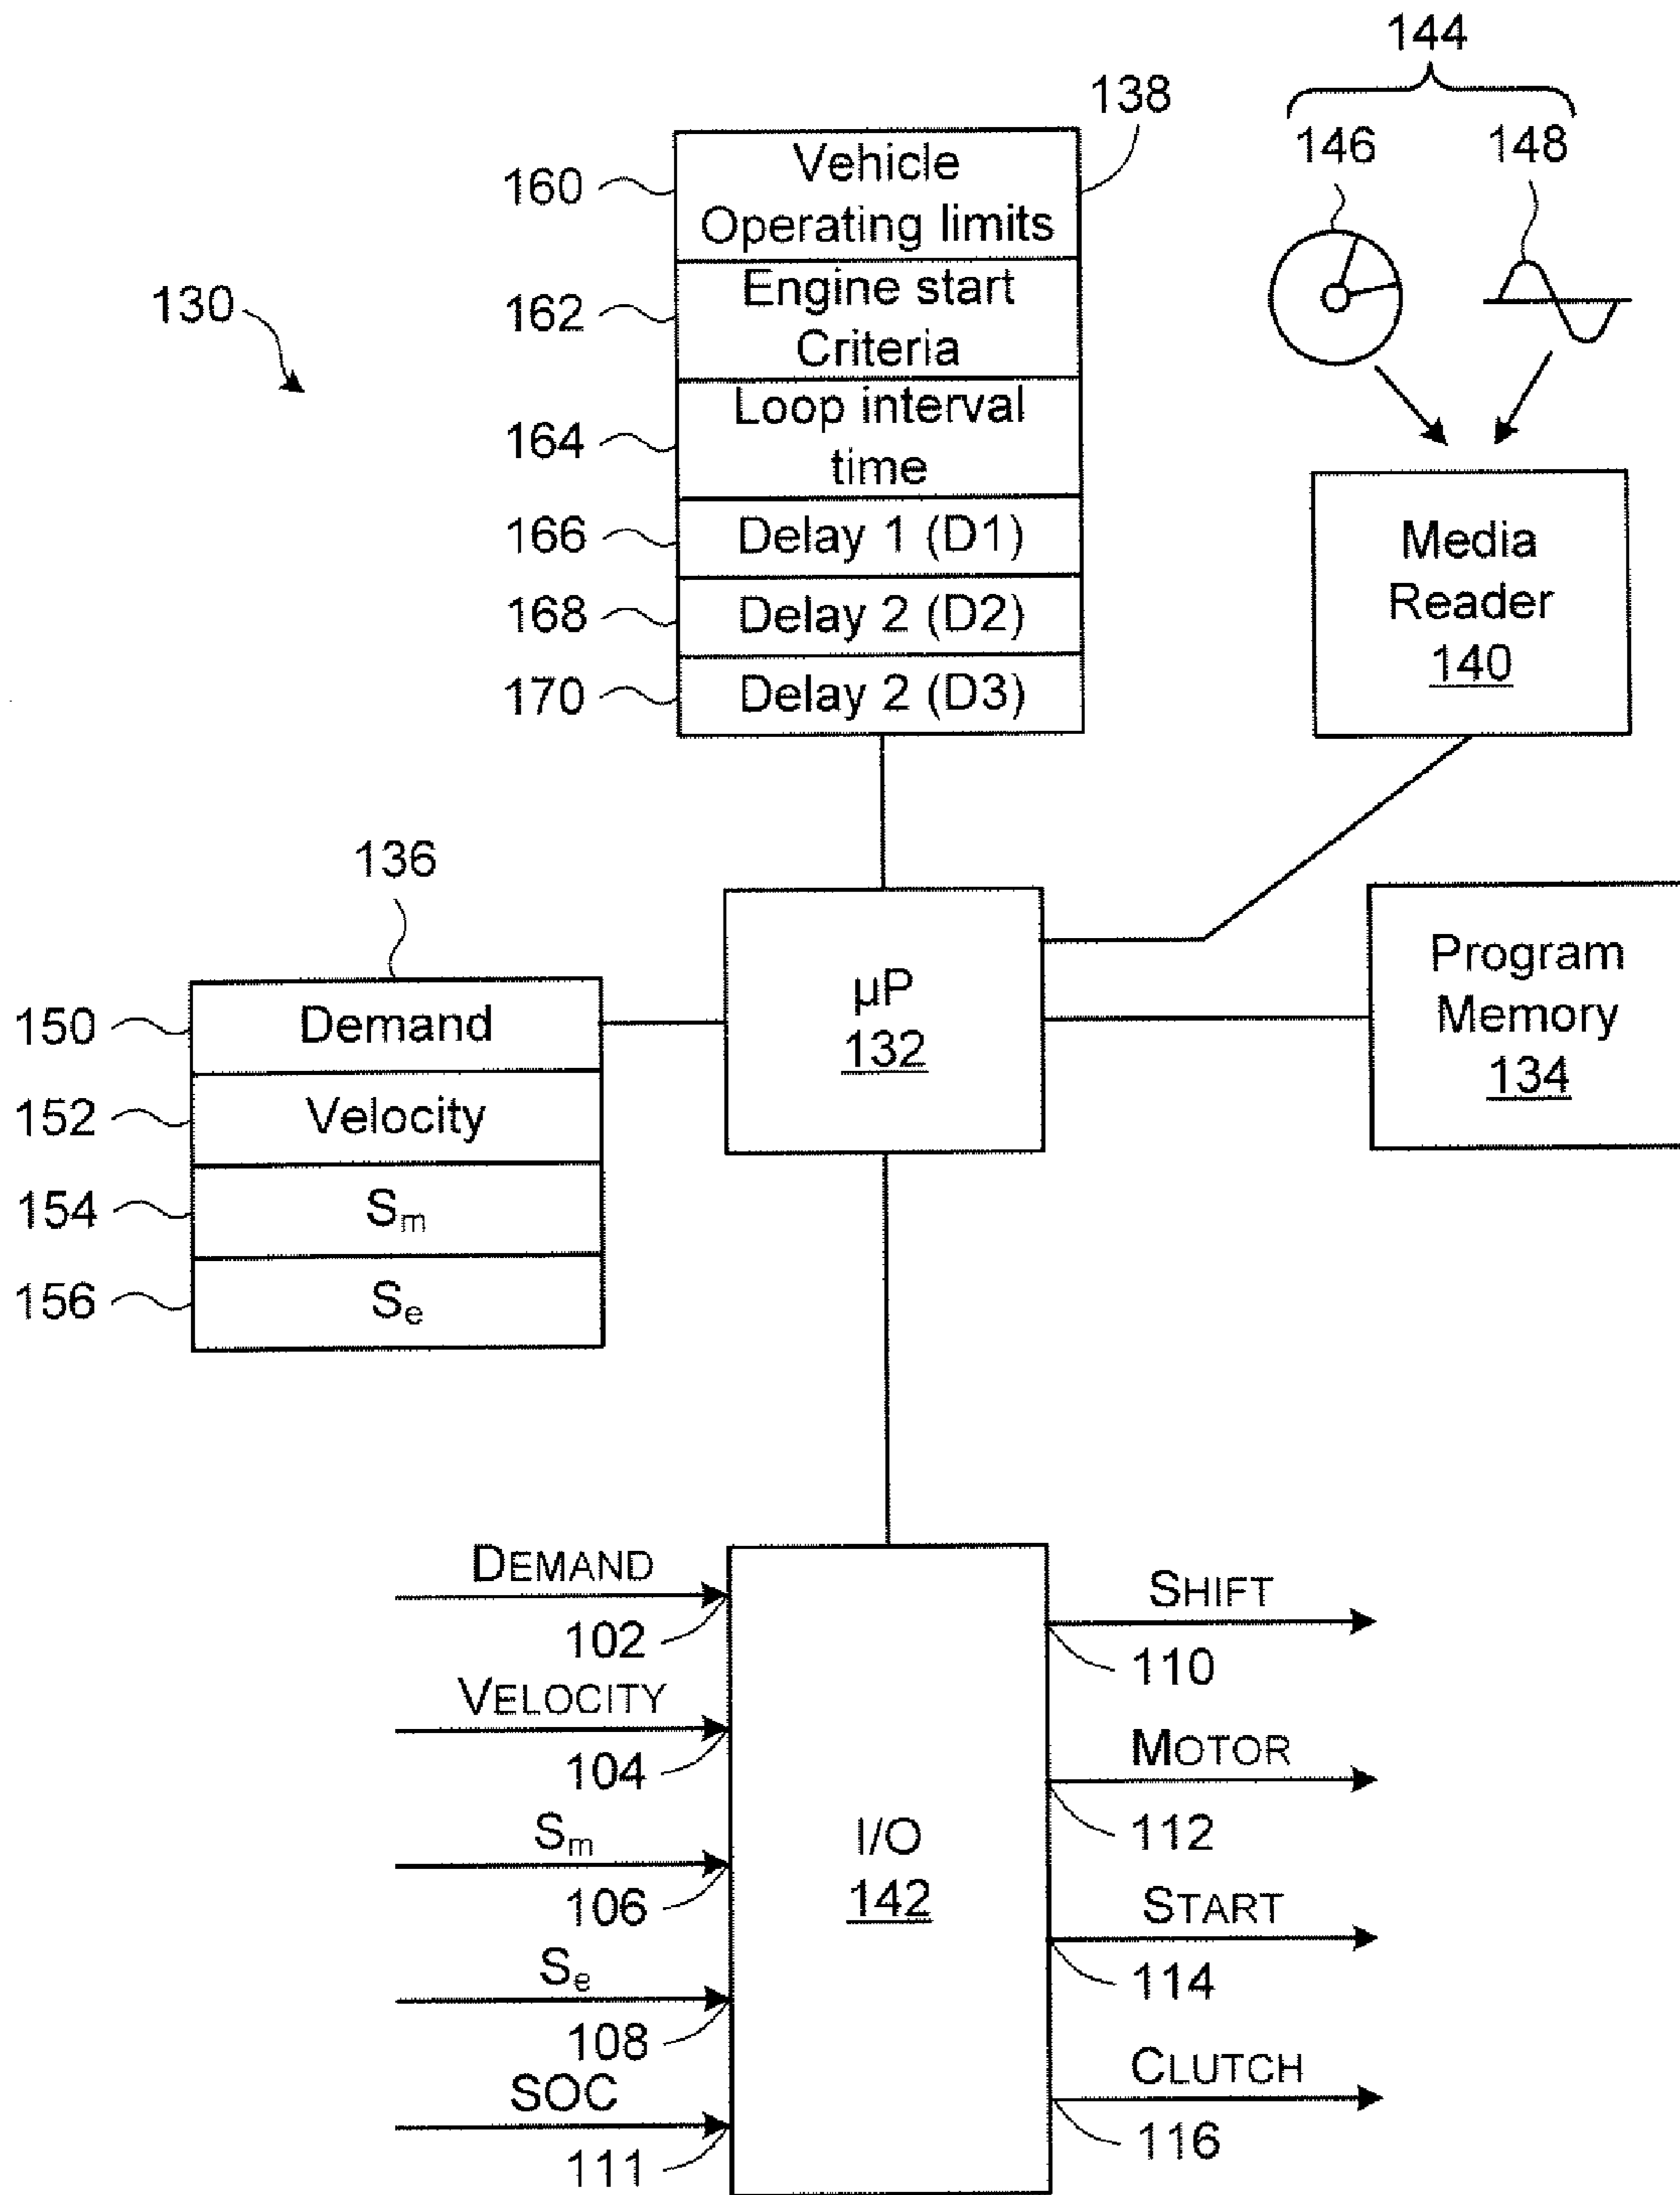 144
138
146
148
160
Vehicle
Operating limits
130
162
Engine start
Criteria
164
Loop interval
time
166
Delay 1 (D1)
168
Delay 2 (D2)
170
Delay 2 (D3)
Media
Reader
140
136
150
Demand
152
Velocity
154
Sm
156
Se
µP
132
Program
Memory
134
DEMAND
102
VELOCITY
104
Sm
106
Se
108
SOC
111
I/O
142
SHIFT
110
MOTOR
112
START
114
CLUTCH
116